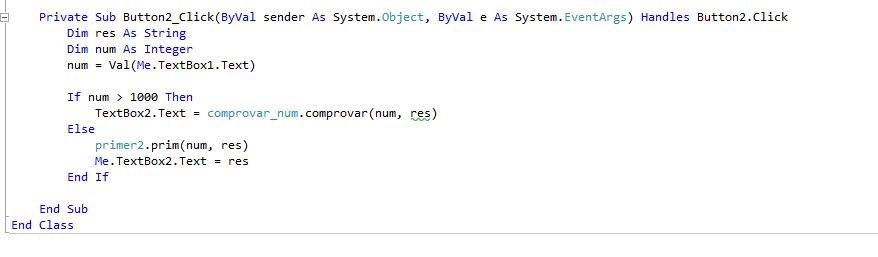 Private Sub Button2_Click(ByVal sender As System.Object, ByVal e As System.EventArgs) Handles Button2.Click
Dim res As String
Dim num As Integer
num = Val(Me.TextBox1.Text)
If num > 1000 Then
TextBox2.Text = comprovar_num.comprovar(num, res)
Else
primer2.prim(num, res)
Me.TextBox2.Text = res
End If
End Sub
End Class